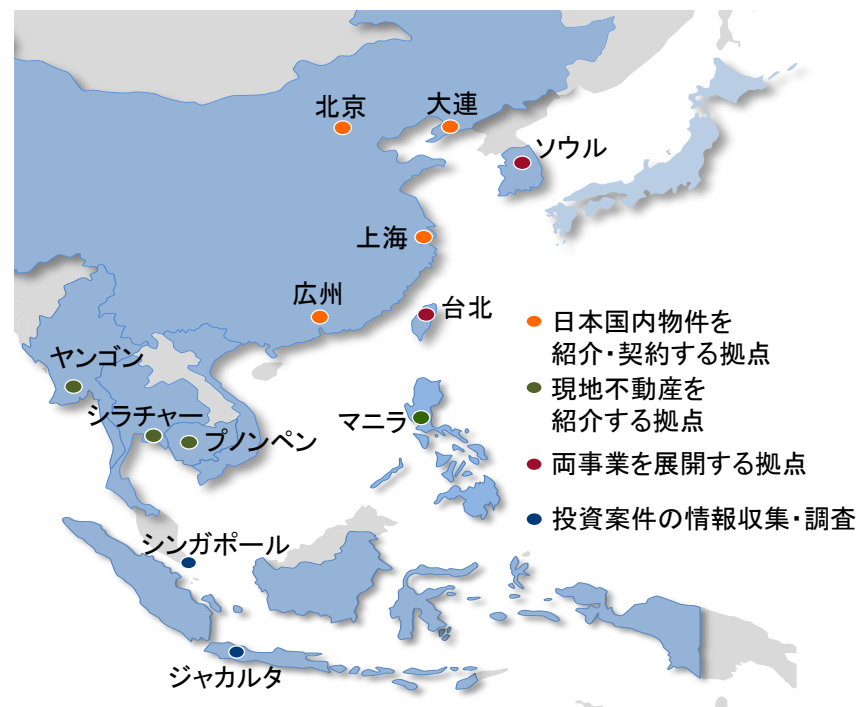 北京
大連
ソウル
上海
広州
台北
ヤンゴン
シラチャー
プノンペン
マニラ
シンガポール
ジャカルタ
日本国内物件を
紹介・契約する拠点
現地不動産を
紹介する拠点
両事業を展開する拠点
投資案件の情報収集・調査